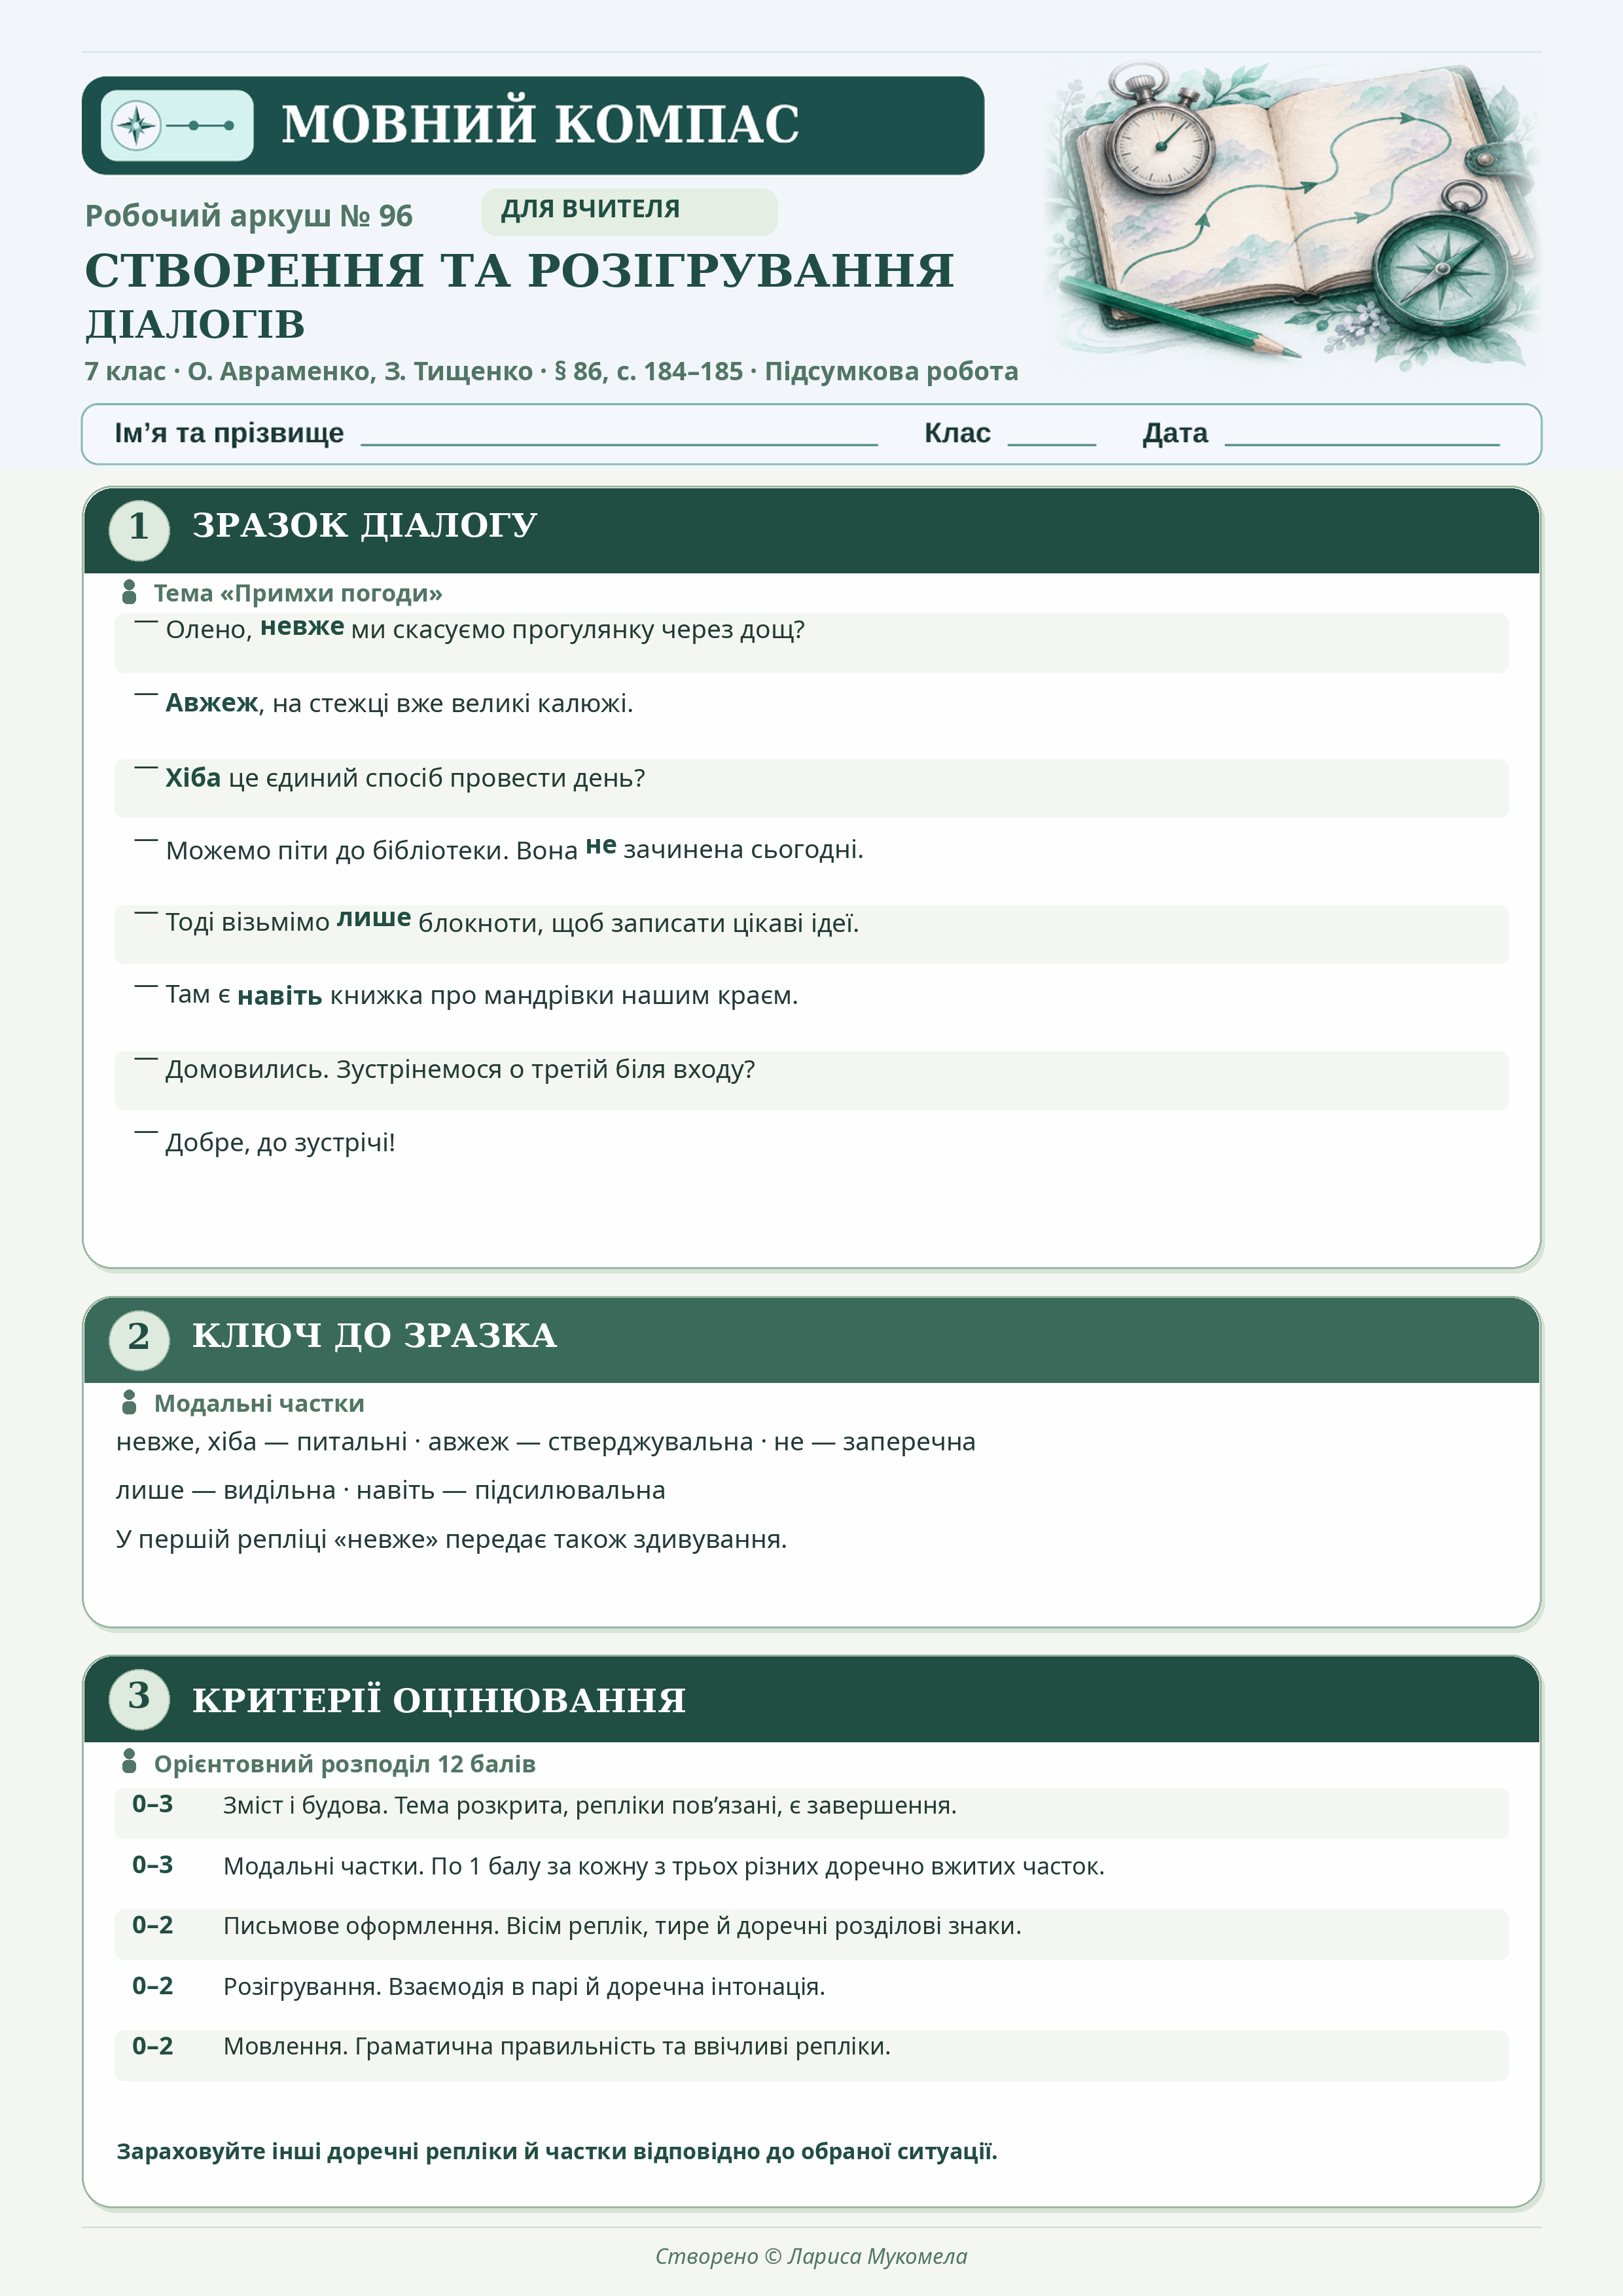 МОВНИЙ КОМПАС
Робочий аркуш № 96
ДЛЯ ВЧИТЕЛЯ
СТВОРЕННЯ ТА РОЗІГРУВАННЯ
ДІАЛОГІВ
7 клас · О. Авраменко, З. Тищенко · § 86, с. 184–185 · Підсумкова робота
Ім’я та прізвище ____ Клас ____ Дата ____
1 ЗРАЗОК ДІАЛОГУ
Тема «Примхи погоди»
— Олено, невже ми скасуємо прогулянку через дощ?
— Авжеж, на стежці вже великі калюжі.
— Хіба це єдиний спосіб провести день?
— Можемо піти до бібліотеки. Вона не зачинена сьогодні.
— Тоді візьмімо лише блокноти, щоб записати цікаві ідеї.
— Там є навіть книжка про мандрівки нашим краєм.
— Домовились. Зустрінемося о третій біля входу?
— Добре, до зустрічі!
2 КЛЮЧ ДО ЗРАЗКА
Модальні частки
невже, хіба — питальні · авжеж — стверджувальна · не — заперечна
лише — видільна · навіть — підсилювальна
У першій репліці «невже» передає також здивування.
3 КРИТЕРІЇ ОЦІНЮВАННЯ
Орієнтовний розподіл 12 балів
0–3 Зміст і будова. Тема розкрита, репліки пов’язані, є завершення.
0–3 Модальні частки. По 1 балу за кожну з трьох різних доречно вжитих часток.
0–2 Письмове оформлення. Вісім реплік, тире й доречні розділові знаки.
0–2 Розігрування. Взаємодія в парі й доречна інтонація.
0–2 Мовлення. Граматична правильність та ввічливі репліки.
Зараховуйте інші доречні репліки й частки відповідно до обраної ситуації.
Створено © Лариса Мукомела